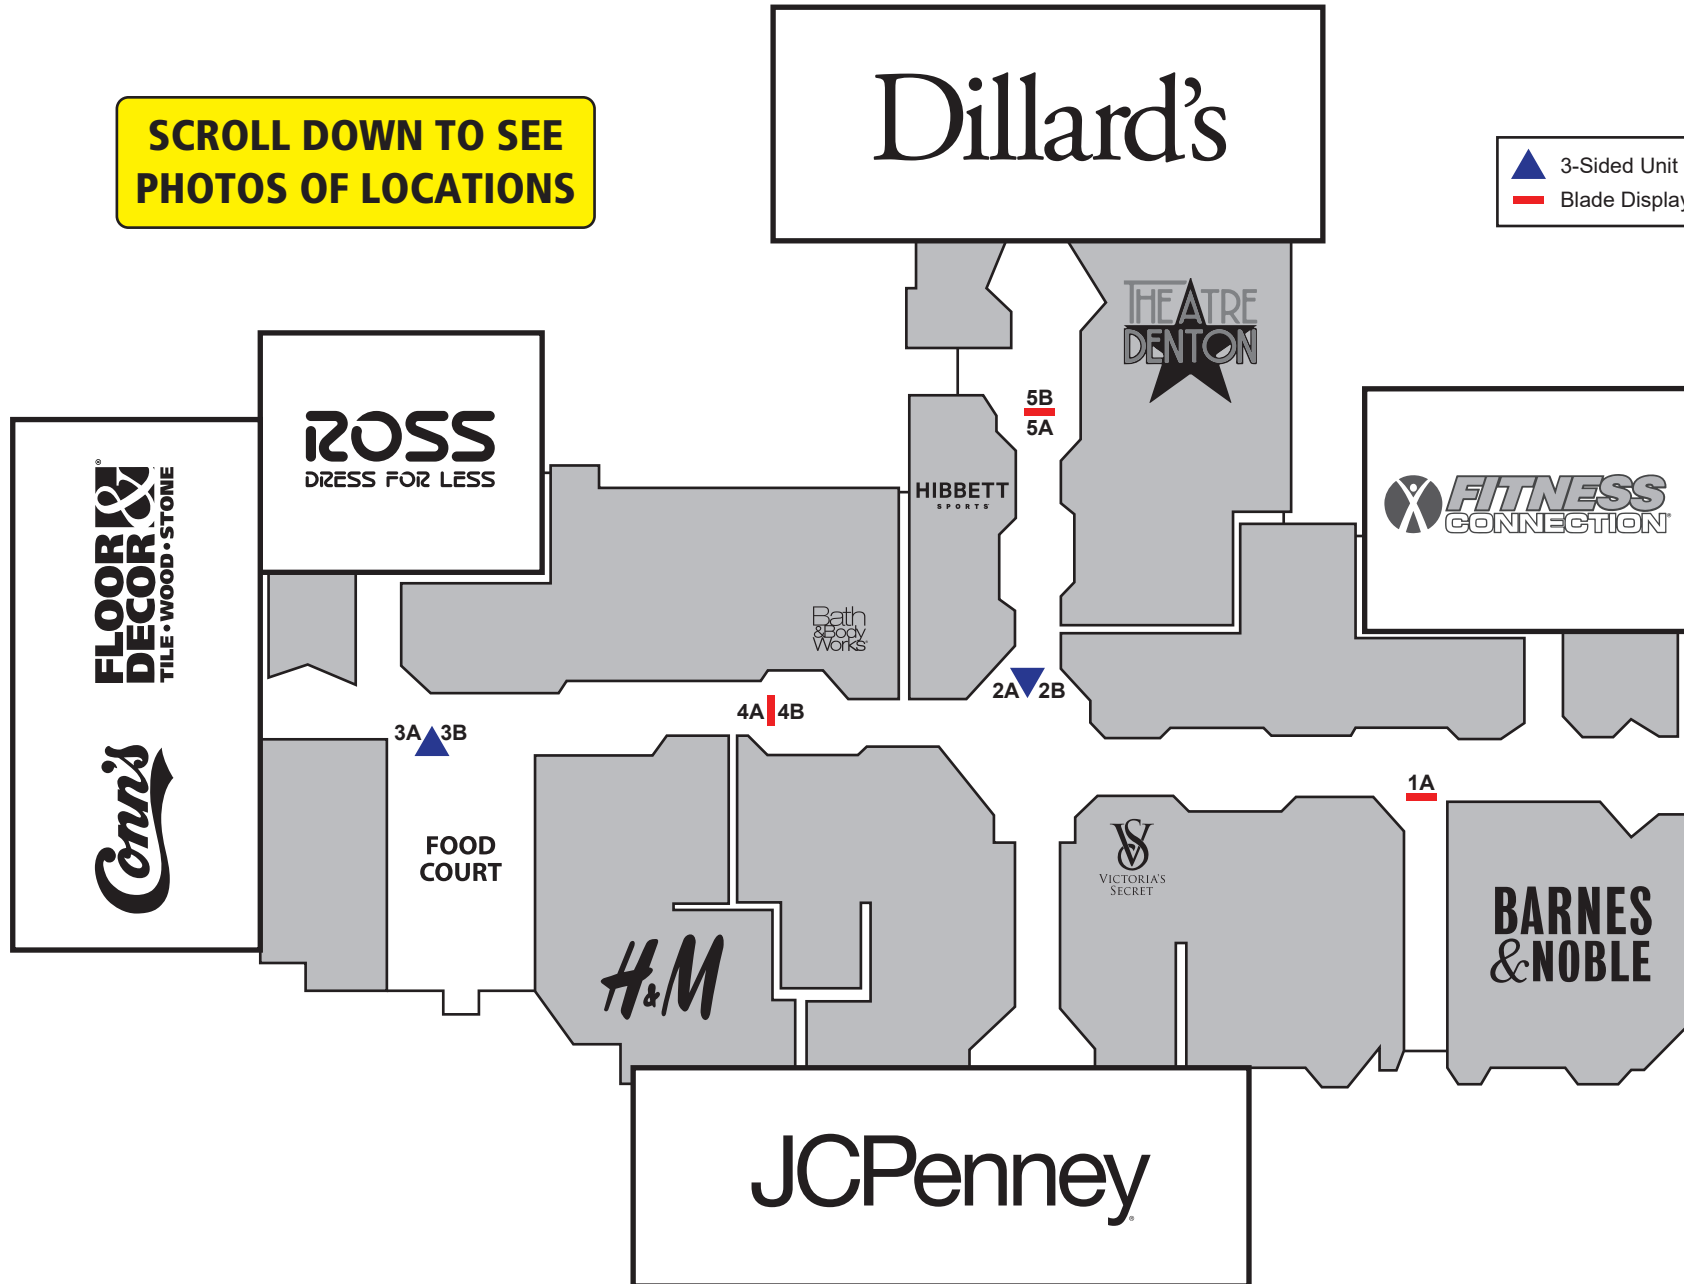 Dillard's
SCROLL DOWN TO SEE
PHOTOS OF LOCATIONS
3-Sided Unit
Blade Display
THEATRE
DENTON
ROSS
DRESS FOR LESS
5B
5A
FLOOR &
DECOR
TILE•WOOD•STONE
HIBBETT
SPORTS
FITNESS
CONNECTION
Bath
&Body
Works
2A 2B
4A 4B
3A 3B
1A
Conn's
FOOD
COURT
VS
VICTORIA'S
SECRET
BARNES
&NOBLE
H&M
JCPenney